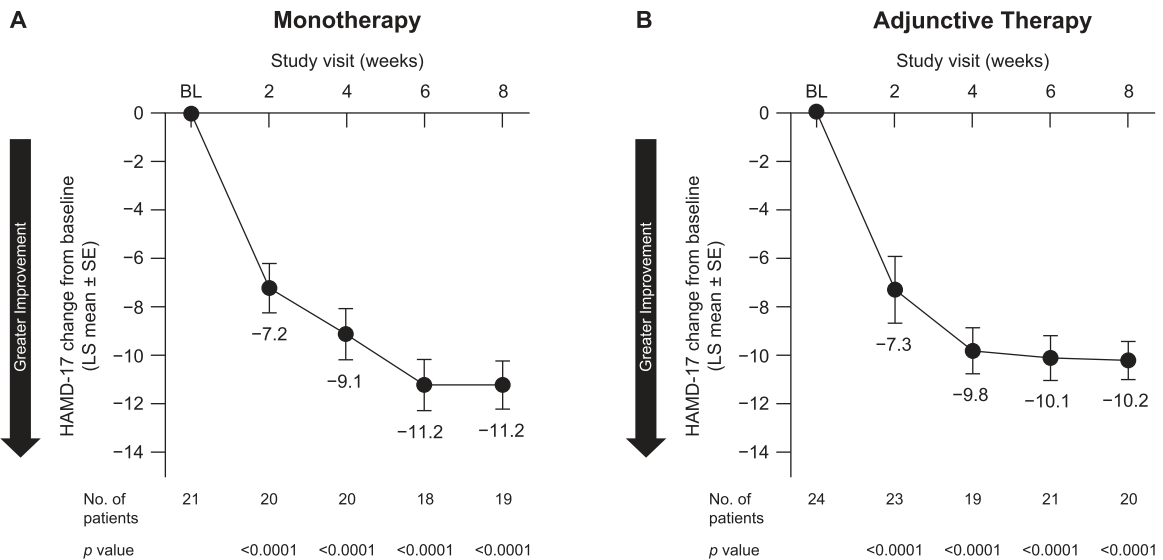 A
Monotherapy
Study visit (weeks)
BL 2 4 6 8
0
−2
−4
−6
−8
−10
−12
−14
Greater Improvement
HAMD-17 change from baseline
(LS mean ± SE)
−7.2
−9.1
−11.2
−11.2
No. of
patients
21 20 20 18 19
p value
<0.0001 <0.0001 <0.0001 <0.0001
B
Adjunctive Therapy
Study visit (weeks)
BL 2 4 6 8
0
−2
−4
−6
−8
−10
−12
−14
Greater Improvement
HAMD-17 change from baseline
(LS mean ± SE)
−7.3
−9.8
−10.1
−10.2
No. of
patients
24 23 19 21 20
p value
<0.0001 <0.0001 <0.0001 <0.0001